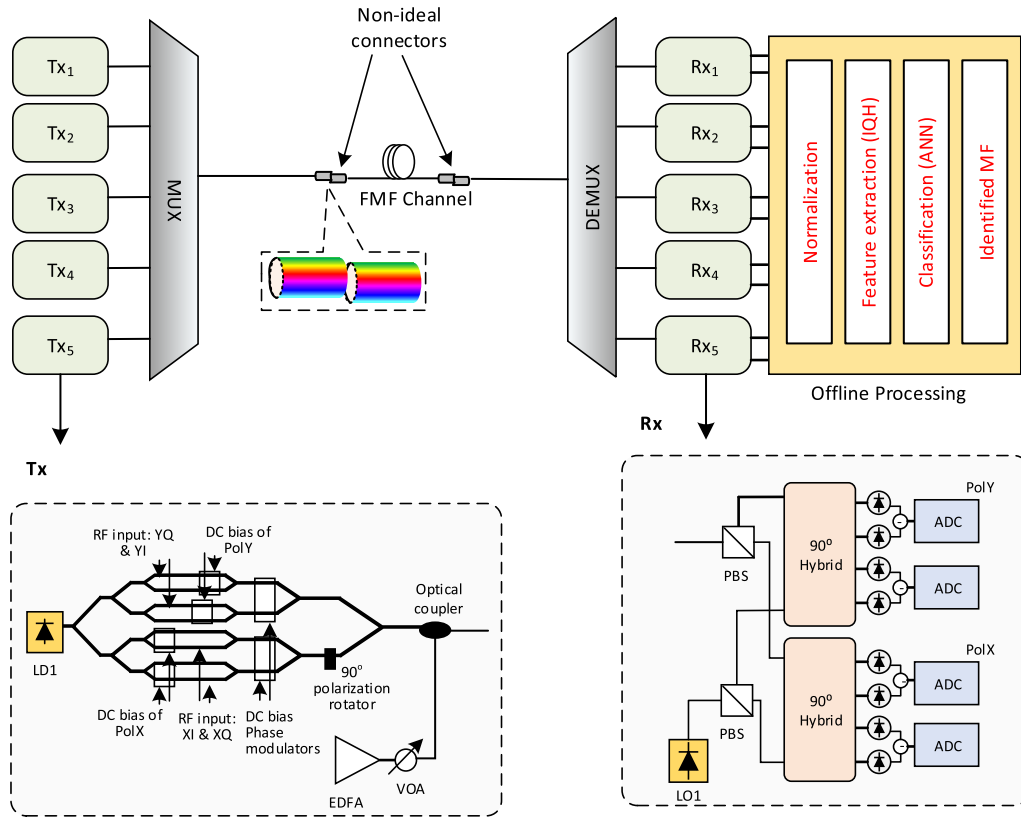 Non-ideal
connectors
Tx1
Tx2
Tx3
Tx4
Tx5
MUX
FMF Channel
DEMUX
Rx1
Rx2
Rx3
Rx4
Rx5
Normalization
Feature extraction (IQH)
Classification (ANN)
Identified MF
Offline Processing
Tx
RF input: YQ
& YI
DC bias of
PolY
LD1
Optical
coupler
90°
polarization
rotator
DC bias of
PolX
RF input:
XI & XQ
DC bias
Phase
modulators
EDFA
VOA
Rx
PBS
90º
Hybrid
PolY
ADC
ADC
PBS
LO1
90º
Hybrid
PolX
ADC
ADC